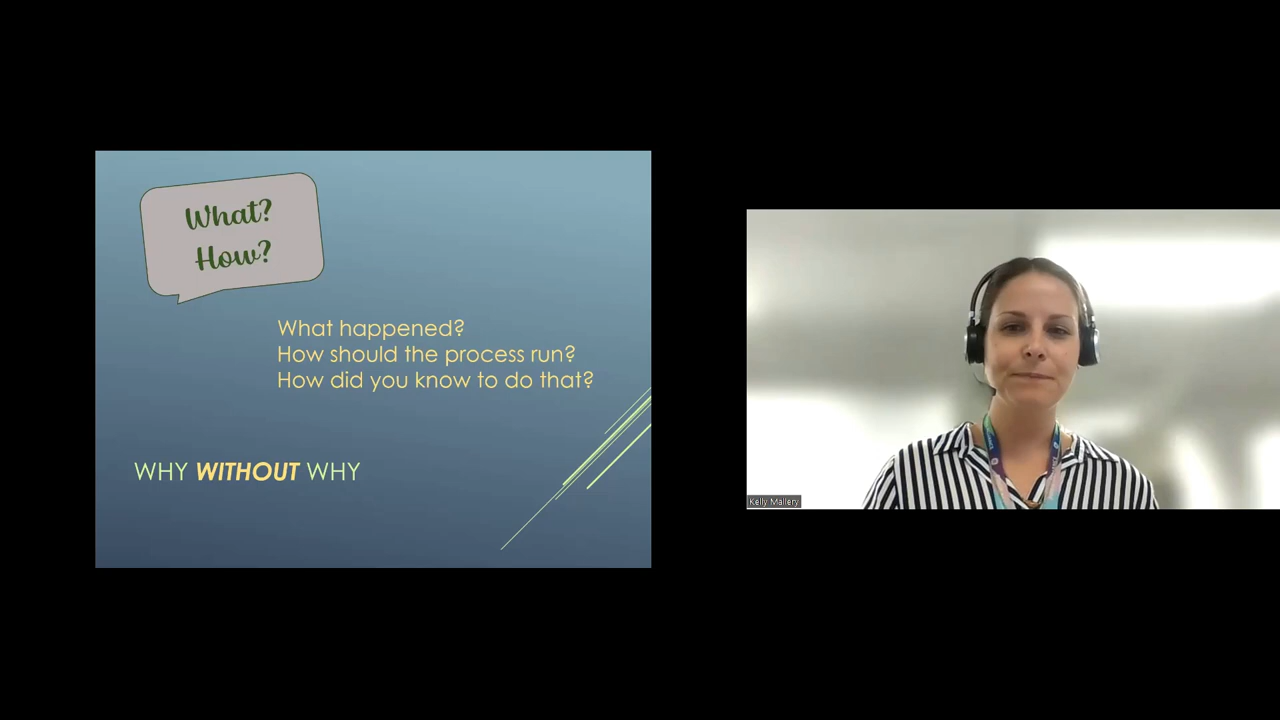 What?
How?
What happened?
How should the process run?
How did you know to do that?
WHY WITHOUT WHY
Kelly Mallery